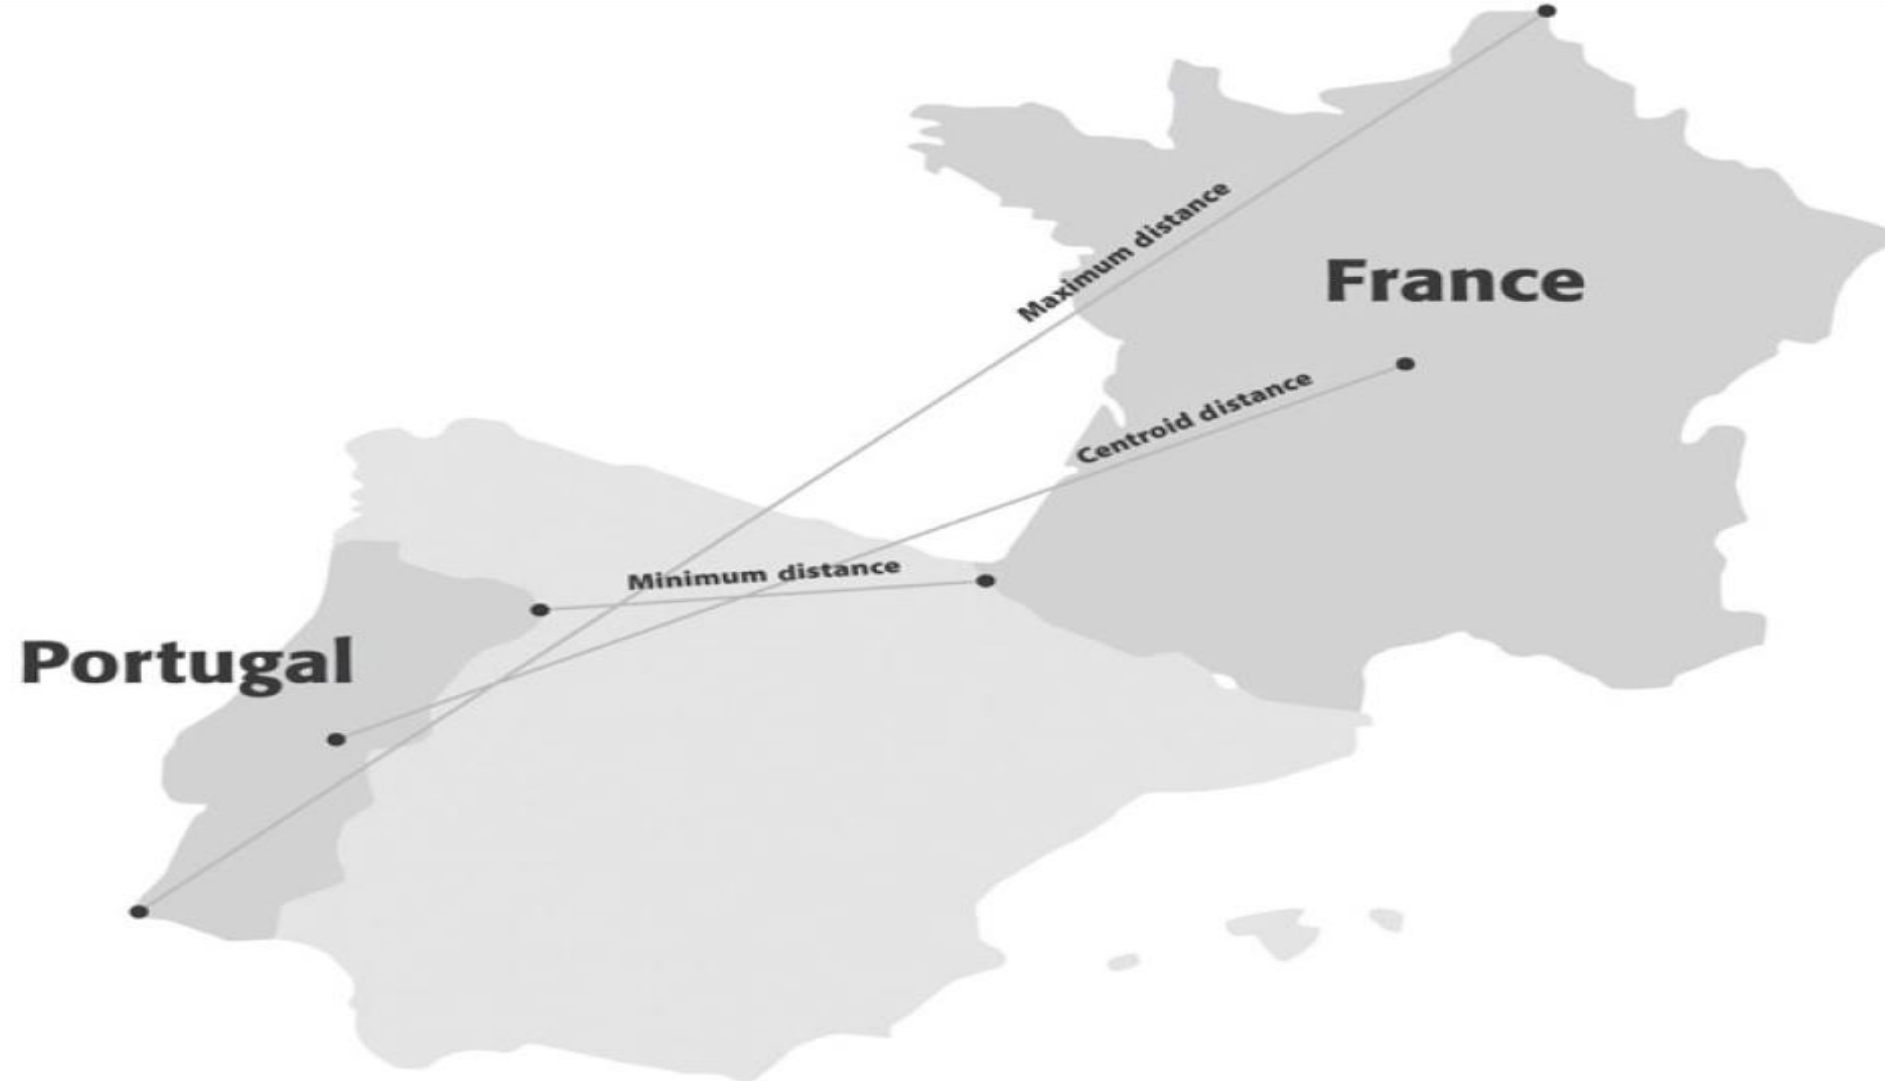 Maximum distance
France
Centroid distance
Minimum distance
Portugal